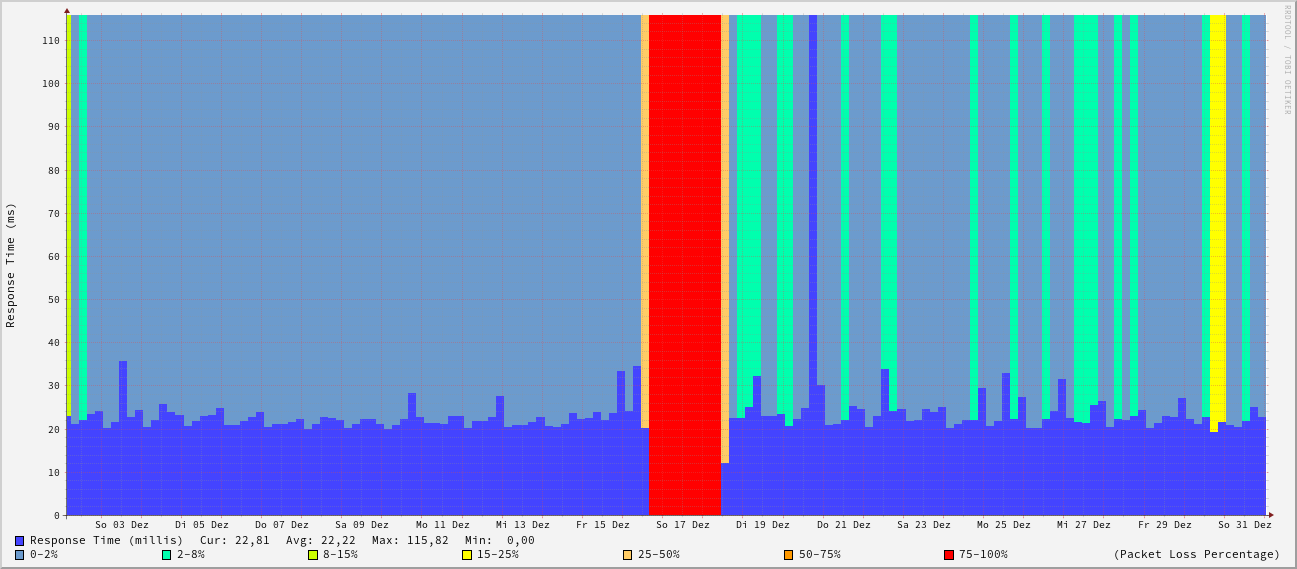 RRDTOOL / TOBI OETIKER
Response Time (ms)
110
100
90
80
70
60
50
40
30
20
10
0
So 03 Dez Di 05 Dez Do 07 Dez Sa 09 Dez Mo 11 Dez Mi 13 Dez Fr 15 Dez So 17 Dez Di 19 Dez Do 21 Dez Sa 23 Dez Mo 25 Dez Mi 27 Dez Fr 29 Dez So 31 Dez
Response Time (millis) Cur: 22,81 Avg: 22,22 Max: 115,82 Min: 0,00
0-2% 2-8% 8-15% 15-25% 25-50% 50-75% 75-100% (Packet Loss Percentage)